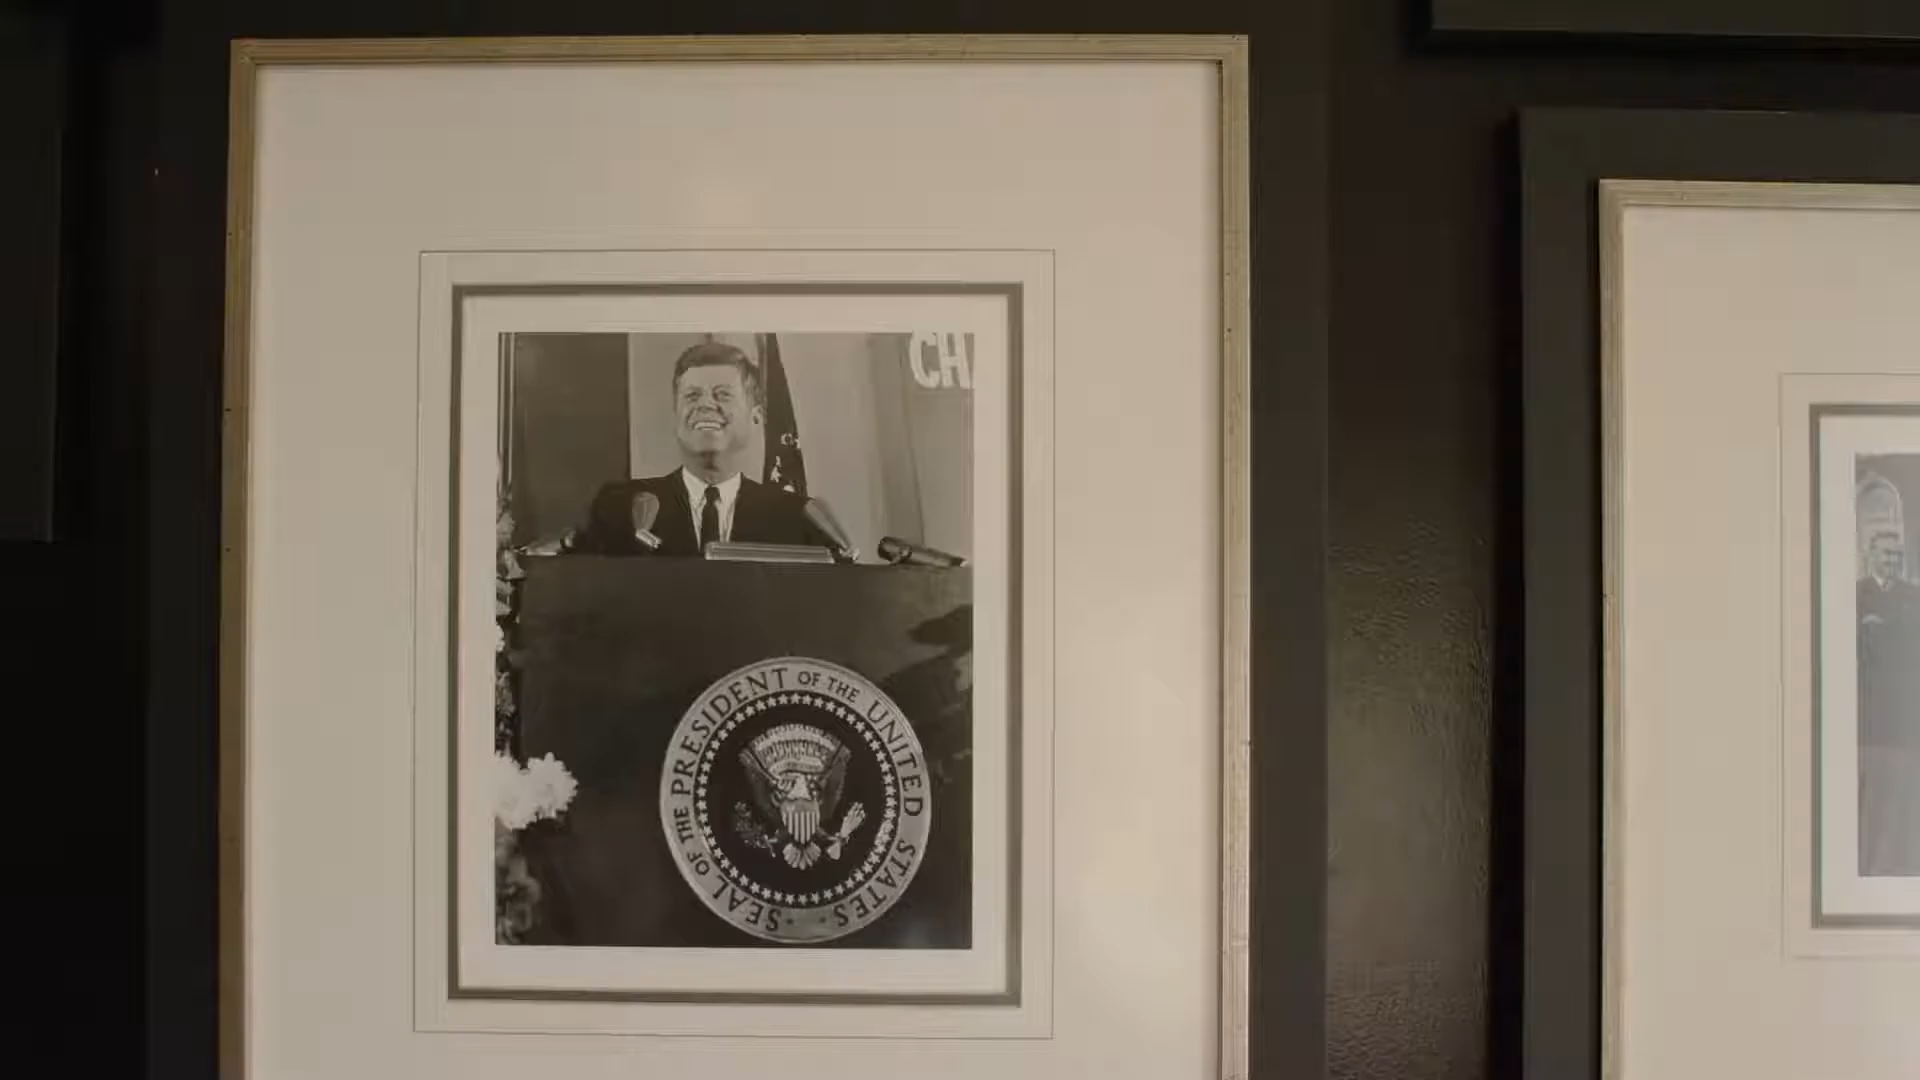 CH
SEAL OF THE PRESIDENT OF THE UNITED STATES